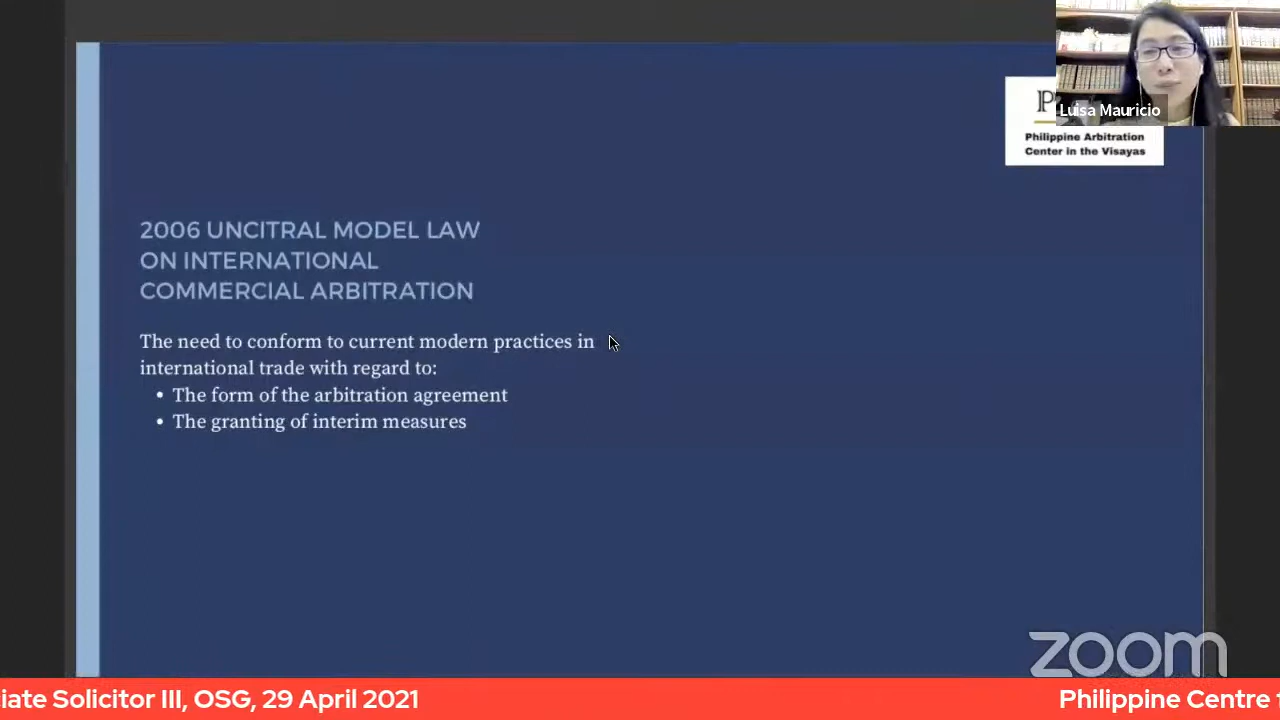 Luisa Mauricio
Philippine Arbitration
Center in the Visayas
2006 UNCITRAL MODEL LAW
ON INTERNATIONAL
COMMERCIAL ARBITRATION
The need to conform to current modern practices in
international trade with regard to:
• The form of the arbitration agreement
• The granting of interim measures
zoom
ciate Solicitor III, OSG, 29 April 2021
Philippine Centre